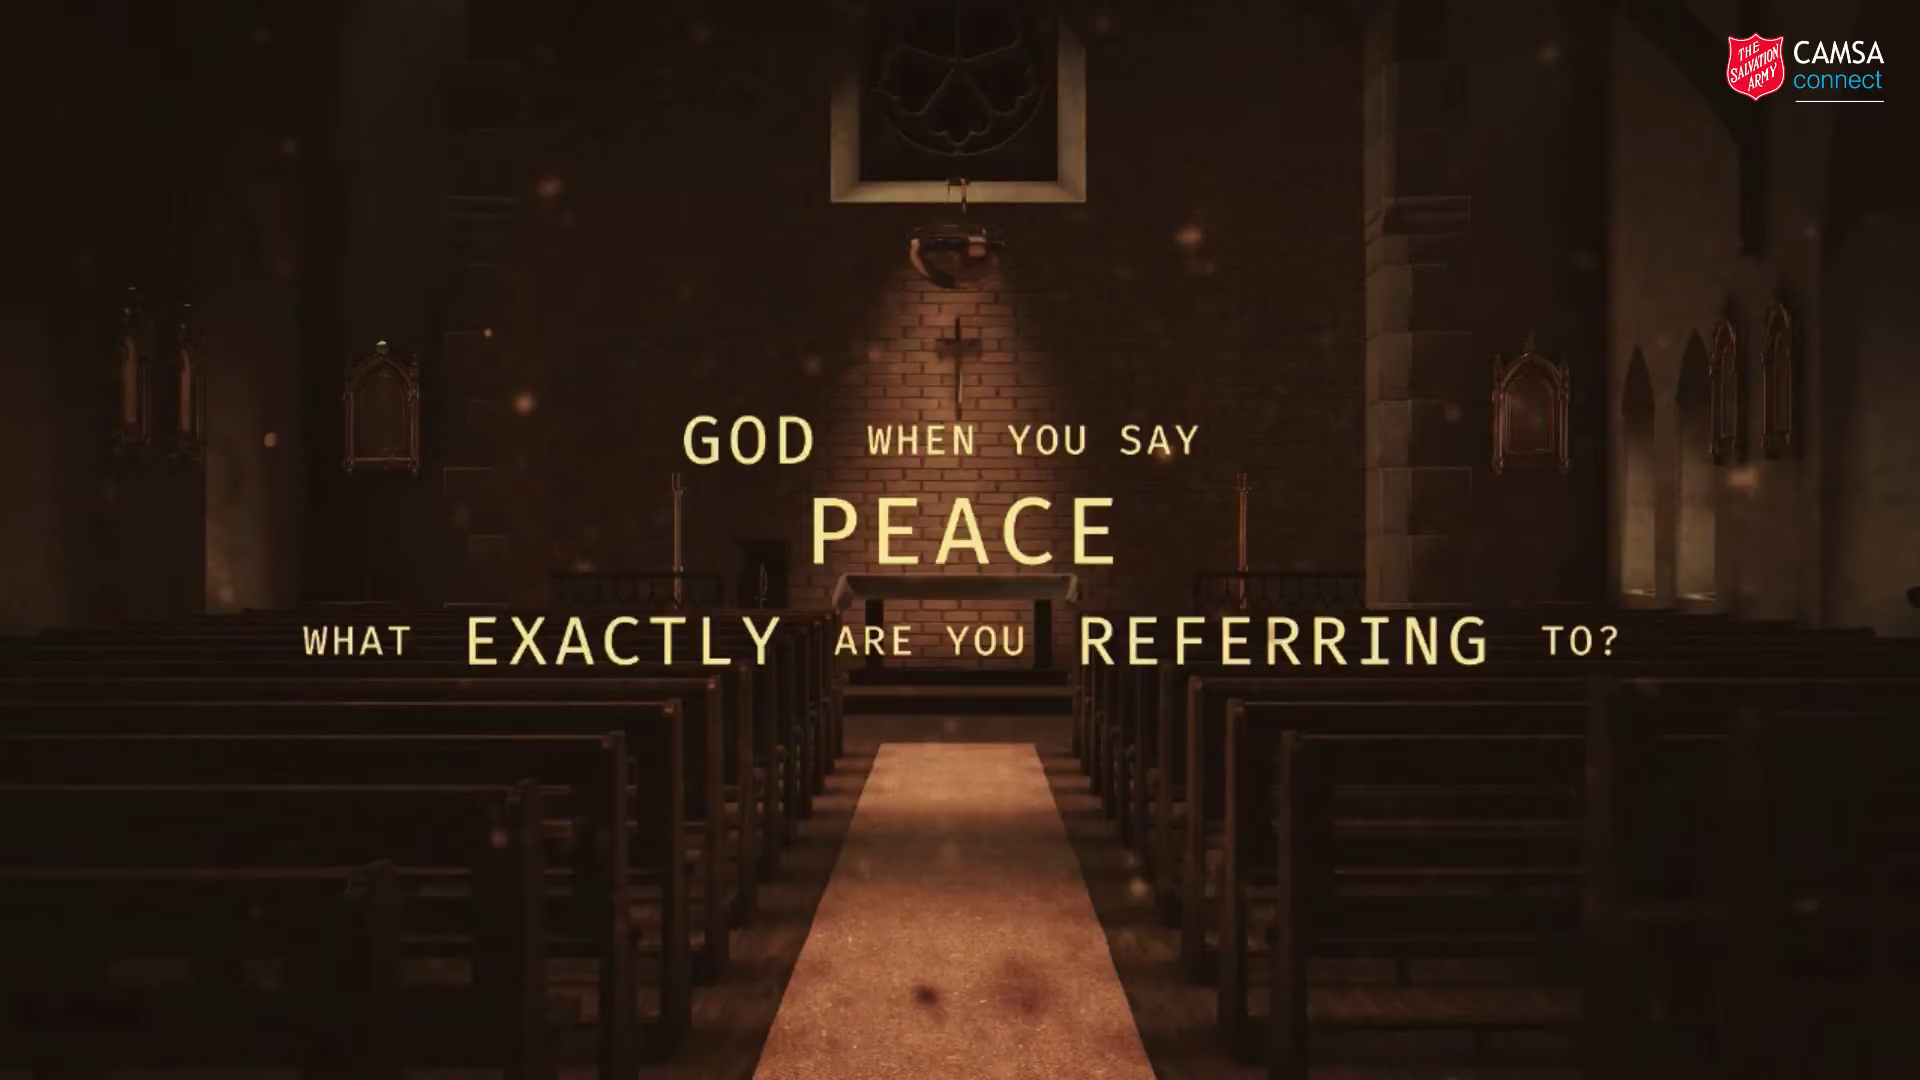 THE
SALVATION
ARMY
CAMSA
connect
GOD WHEN YOU SAY
PEACE
WHAT EXACTLY ARE YOU REFERRING TO?